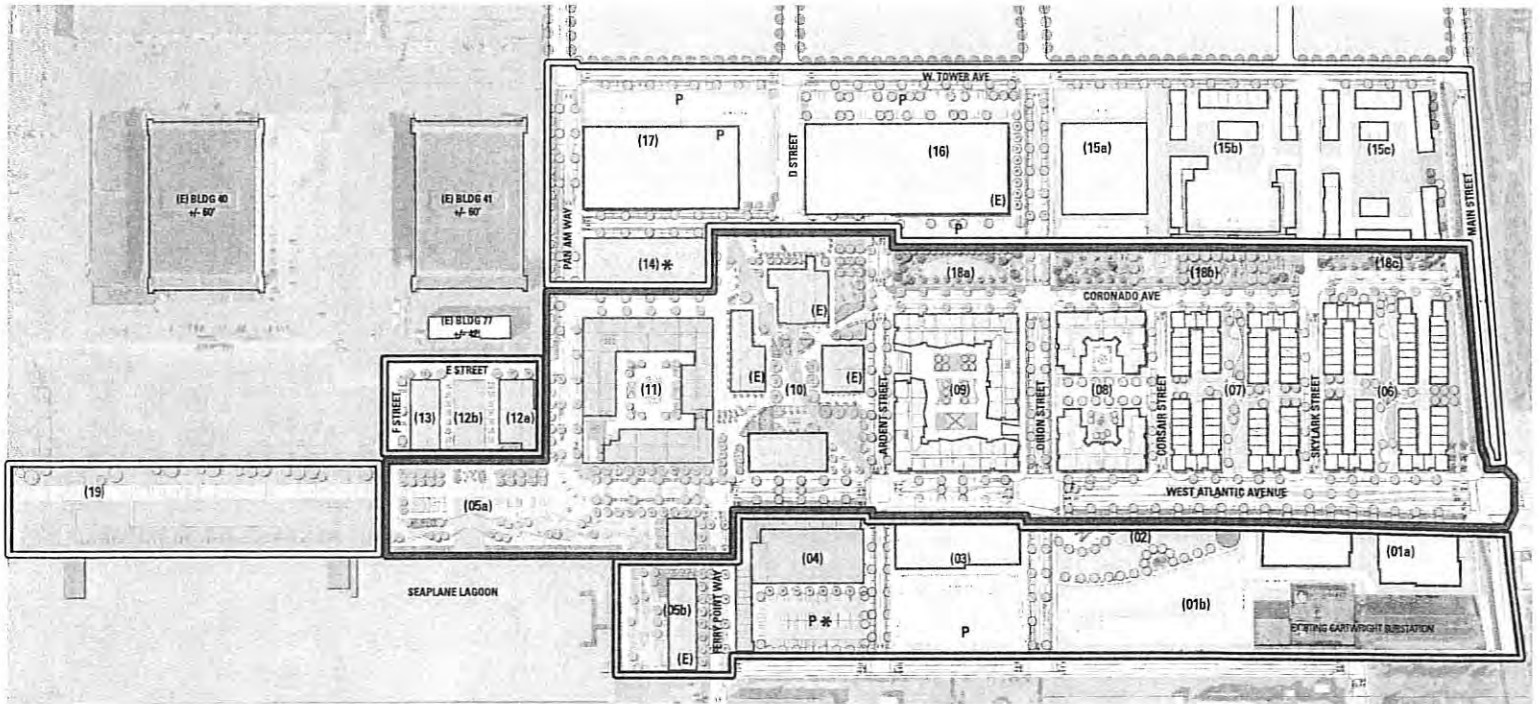 W. TOWER AVE
P
P
(17)
P
(16)
(15a)
(15b)
(15c)
D STREET
(E)
MAIN STREET
(E) BLDG 40
+/- 60'
(E) BLDG 41
+/- 60'
PAN AM WAY
P
(14) *
(18a)
(18b)
(18c)
CORONADO AVE
(E) BLDG 77
+/- 42'
(E)
E STREET
(E)
(E)
F STREET
(13)
(12b)
(12a)
(11)
(10)
ARDENT STREET
(09)
ORION STREET
(08)
CORSAIR STREET
(07)
SKYLARK STREET
(06)
(19)
(05a)
WEST ATLANTIC AVENUE
(04)
(03)
(02)
(01a)
SEAPLANE LAGOON
(05b)
FERRY POINT WAY
P *
(01b)
P
EXISTING CARTWRIGHT SUBSTATION
(E)